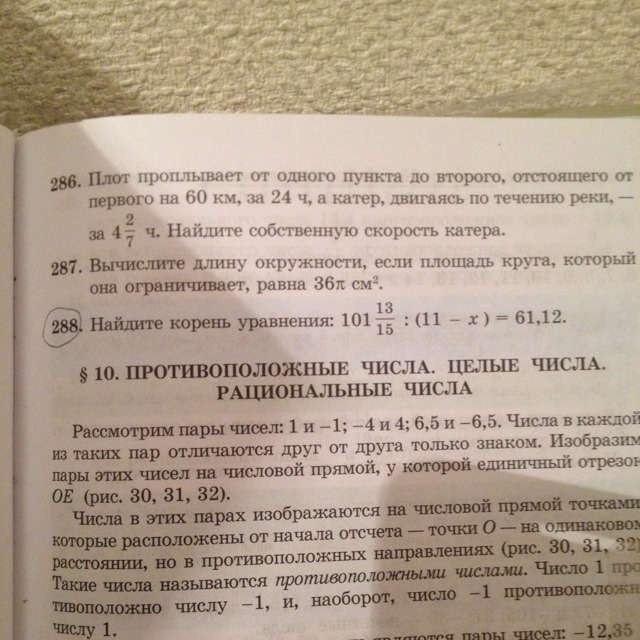 286. Плот проплывает от одного пункта до второго, отстоящего от
первого на 60 км, за 24 ч, а катер, двигаясь по течению реки, —
за 4 2/7 ч. Найдите собственную скорость катера.
287. Вычислите длину окружности, если площадь круга, который
она ограничивает, равна 36π см².
288. Найдите корень уравнения: 101 13/15 : (11 − x) = 61,12.
§ 10. ПРОТИВОПОЛОЖНЫЕ ЧИСЛА. ЦЕЛЫЕ ЧИСЛА.
РАЦИОНАЛЬНЫЕ ЧИСЛА
Рассмотрим пары чисел: 1 и −1; −4 и 4; 6,5 и −6,5. Числа в каждой
из таких пар отличаются друг от друга только знаком. Изобразим
пары этих чисел на числовой прямой, у которой единичный отрезок
OE (рис. 30, 31, 32).
Числа в этих парах изображаются на числовой прямой точками,
которые расположены от начала отсчета — точки O — на одинаковом
расстоянии, но в противоположных направлениях (рис. 30, 31, 32)
Такие числа называются противоположными числами. Число 1 про
тивоположно числу −1, и, наоборот, число −1 противоположн
числу 1.
являются пары чисел: −12,35